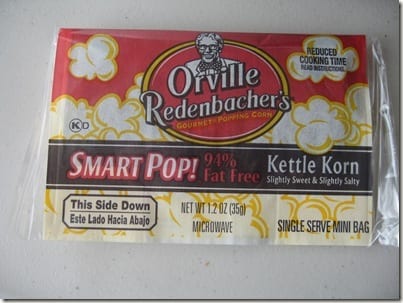 REDUCED
COOKING TIME
READ INSTRUCTIONS
Orville
Redenbacher's
GOURMET POPPING CORN
K D
SMART POP! 94% Fat Free
Kettle Korn
Slightly Sweet & Slightly Salty
This Side Down
Este Lado Hacia Abajo
NET WT 1.2 OZ (35g)
MICROWAVE
SINGLE SERVE MINI BAG